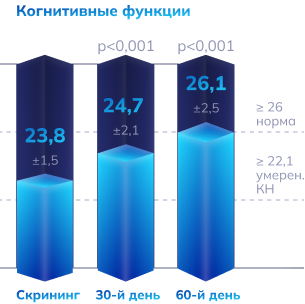 Когнитивные функции
p<0,001 p<0,001
26,1
±2,5
24,7
±2,1
23,8
±1,5
≥ 26
норма
≥ 22,1
умерен.
КН
Скрининг 30-й день 60-й день